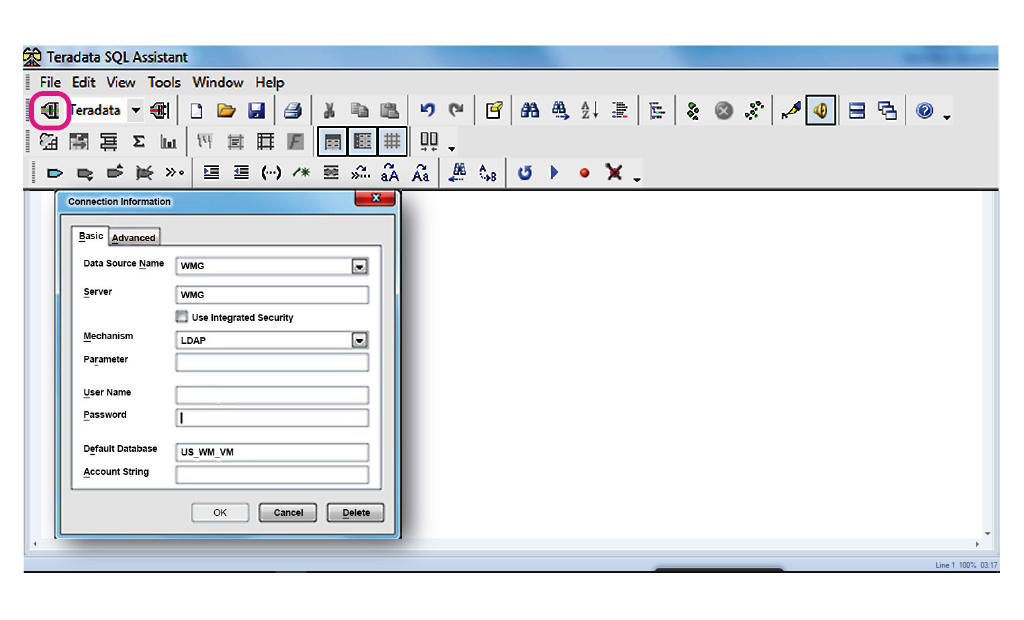 Teradata SQL Assistant
File Edit View Tools Window Help
Teradata
Connection Information
Basic Advanced
Data Source Name WMG
Server WMG
Use Integrated Security
Mechanism LDAP
Parameter
User Name
Password
Default Database US_WM_VM
Account String
OK Cancel Delete
Line 1 100% 03:17